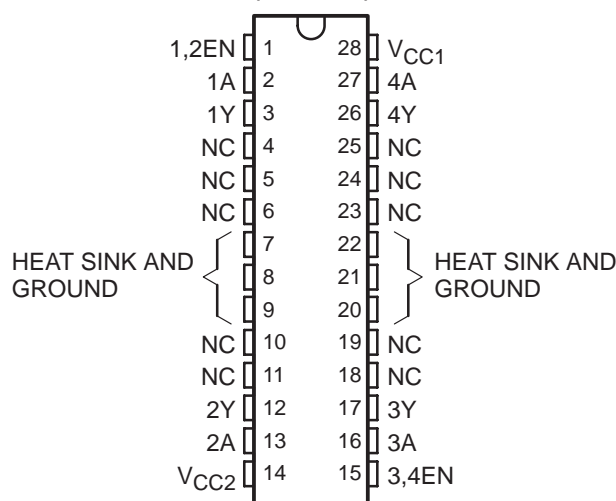 1,2EN 1 28 VCC1
1A 2 27 4A
1Y 3 26 4Y
NC 4 25 NC
NC 5 24 NC
NC 6 23 NC
7 22
HEAT SINK AND 8 21 HEAT SINK AND
GROUND GROUND
9 20
NC 10 19 NC
NC 11 18 NC
2Y 12 17 3Y
2A 13 16 3A
VCC2 14 15 3,4EN